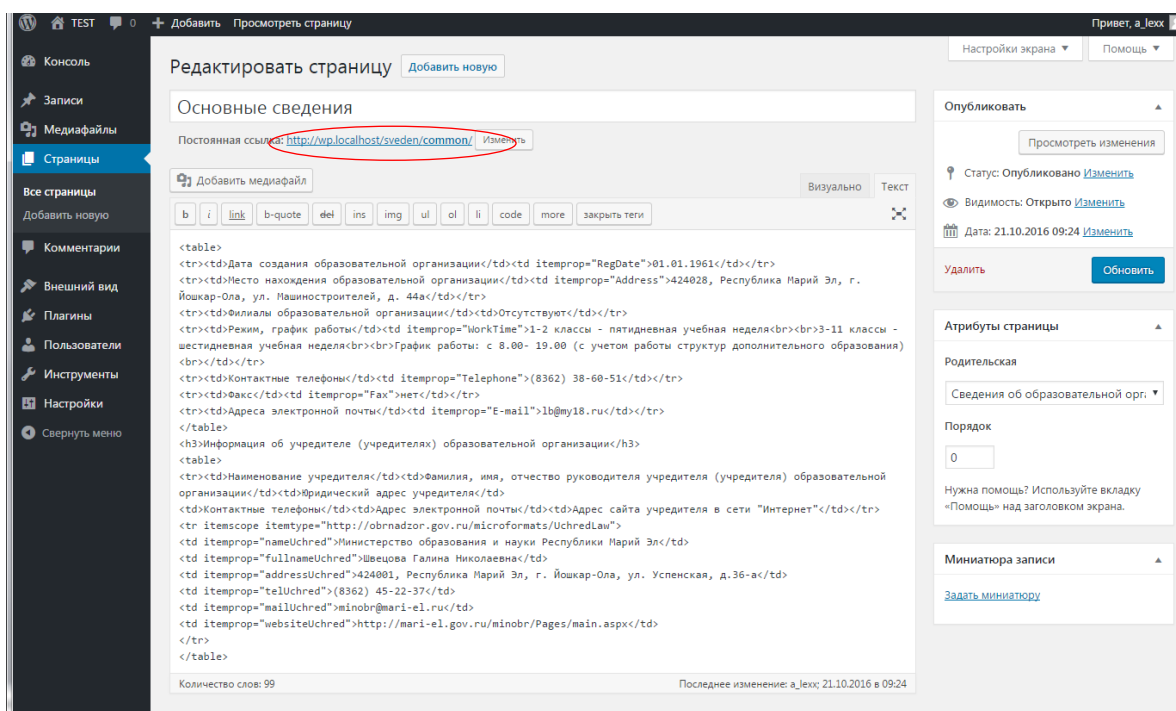 TEST 0 + Добавить Просмотреть страницу Привет, a_lexx
Настройки экрана ▼ Помощь ▼
Консоль
Записи
Медиафайлы
Страницы
Все страницы
Добавить новую
Комментарии
Внешний вид
Плагины
Пользователи
Инструменты
Настройки
Свернуть меню
Редактировать страницу Добавить новую
Основные сведения
Постоянная ссылка: http://wp.localhost/sveden/common/ Изменить
Добавить медиафайл
Визуально Текст
b i link b-quote del ins img ul ol li code more закрыть теги
<table>
<tr><td>Дата создания образовательной организации</td><td itemprop="RegDate">01.01.1961</td></tr>
<tr><td>Место нахождения образовательной организации</td><td itemprop="Address">424028, Республика Марий Эл, г.
Йошкар-Ола, ул. Машиностроителей, д. 44а</td></tr>
<tr><td>Филиалы образовательной организации</td><td>Отсутствуют</td></tr>
<tr><td>Режим, график работы</td><td itemprop="WorkTime">1-2 классы - пятидневная учебная неделя<br><br>3-11 классы -
шестидневная учебная неделя<br><br>График работы: с 8.00- 19.00 (с учетом работы структур дополнительного образования)
<br></td></tr>
<tr><td>Контактные телефоны</td><td itemprop="Telephone">(8362) 38-60-51</td></tr>
<tr><td>Факс</td><td itemprop="Fax">нет</td></tr>
<tr><td>Адреса электронной почты</td><td itemprop="E-mail">lb@my18.ru</td></tr>
</table>
<h3>Информация об учредителе (учредителях) образовательной организации</h3>
<table>
<tr><td>Наименование учредителя</td><td>Фамилия, имя, отчество руководителя учредителя (учредителя) образовательной
организации</td><td>Юридический адрес учредителя</td>
<td>Контактные телефоны</td><td>Адрес электронной почты</td><td>Адрес сайта учредителя в сети "Интернет"</td></tr>
<tr itemscope itemtype="http://obrnadzor.gov.ru/microformats/UchredLaw">
<td itemprop="nameUchred">Министерство образования и науки Республики Марий Эл</td>
<td itemprop="fullnameUchred">Швецова Галина Николаевна</td>
<td itemprop="addressUchred">424001, Республика Марий Эл, г. Йошкар-Ола, ул. Успенская, д.36-а</td>
<td itemprop="telUchred">(8362) 45-22-37</td>
<td itemprop="mailUchred">minobr@mari-el.ru</td>
<td itemprop="websiteUchred">http://mari-el.gov.ru/minobr/Pages/main.aspx</td>
</tr>
</table>
Количество слов: 99 Последнее изменение: a_lexx; 21.10.2016 в 09:24
Опубликовать
Просмотреть изменения
Статус: Опубликовано Изменить
Видимость: Открыто Изменить
Дата: 21.10.2016 09:24 Изменить
Удалить Обновить
Атрибуты страницы
Родительская
Сведения об образовательной орга
Порядок
0
Нужна помощь? Используйте вкладку
«Помощь» над заголовком экрана.
Миниатюра записи
Задать миниатюру